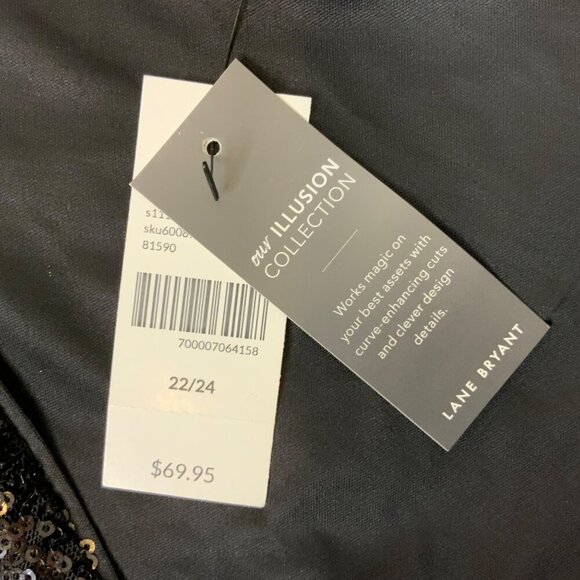 our ILLUSION
COLLECTION
Works magic on
your best assets with
curve-enhancing cuts
and clever design
details.
LANE BRYANT
81590
700007064158
22/24
$69.95